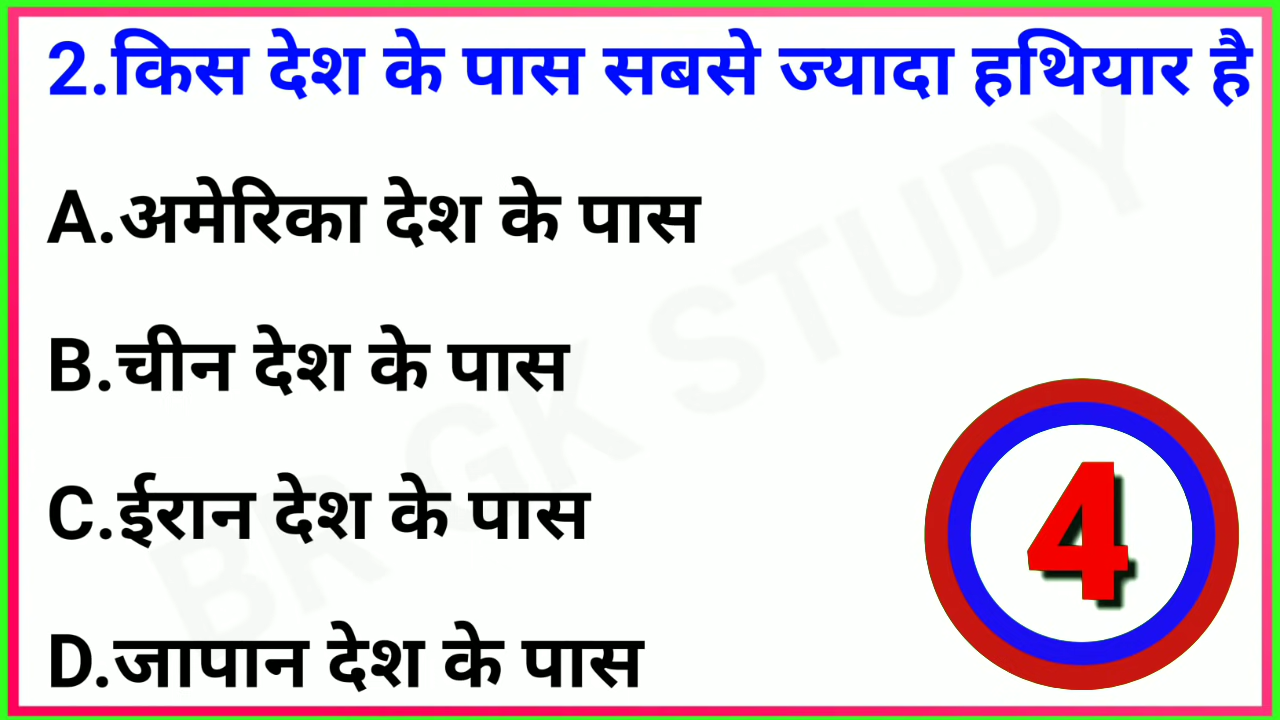 2.किस देश के पास सबसे ज्यादा हथियार है
A.अमेरिका देश के पास
B.चीन देश के पास
C.ईरान देश के पास
D.जापान देश के पास
4
BR GK STUDY